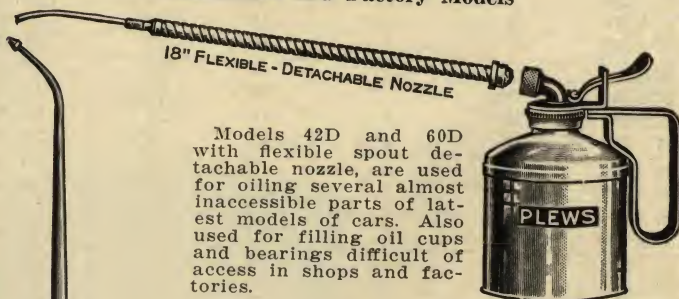 Factory Models
18" FLEXIBLE - DETACHABLE NOZZLE
Models 42D and 60D
with flexible spout de-
tachable nozzle, are used
for oiling several almost
inaccessible parts of lat-
est models of cars. Also
used for filling oil cups
and bearings difficult of
access in shops and fac-
tories.
PLEWS